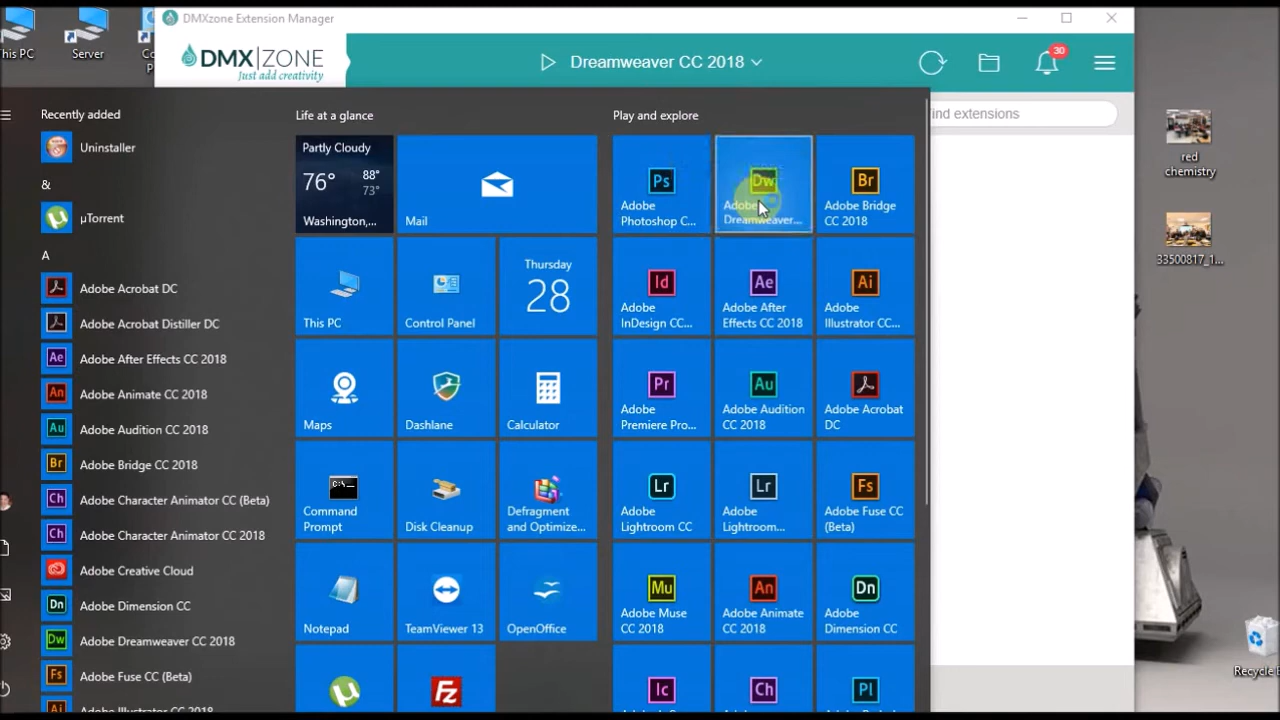 DMXzone Extension Manager
This PC
Server
DMX|ZONE
Just add creativity
Dreamweaver CC 2018
30
ind extensions
Recently added
Uninstaller
&
µTorrent
A
Adobe Acrobat DC
Adobe Acrobat Distiller DC
Adobe After Effects CC 2018
Adobe Animate CC 2018
Adobe Audition CC 2018
Adobe Bridge CC 2018
Adobe Character Animator CC (Beta)
Adobe Character Animator CC 2018
Adobe Creative Cloud
Adobe Dimension CC
Adobe Dreamweaver CC 2018
Adobe Fuse CC (Beta)
Adobe Illustrator CC 2018
Life at a glance
Partly Cloudy
76° 88°
73°
Washington,...
Mail
This PC
Control Panel
Thursday
28
Maps
Dashlane
Calculator
Command
Prompt
Disk Cleanup
Defragment
and Optimize...
Notepad
TeamViewer 13
OpenOffice
Play and explore
Ps
Adobe
Photoshop C...
Dw
Adobe
Dreamweaver...
Br
Adobe Bridge
CC 2018
Id
Adobe
InDesign CC...
Ae
Adobe After
Effects CC 2018
Ai
Adobe
Illustrator CC...
Pr
Adobe
Premiere Pro...
Au
Adobe Audition
CC 2018
Adobe Acrobat
DC
Lr
Adobe
Lightroom CC
Lr
Adobe
Lightroom...
Fs
Adobe Fuse CC
(Beta)
Mu
Adobe Muse
CC 2018
An
Adobe Animate
CC 2018
Dn
Adobe
Dimension CC
Ic
Ch
Pl
red
chemistry
33500817_1...
Recycle B